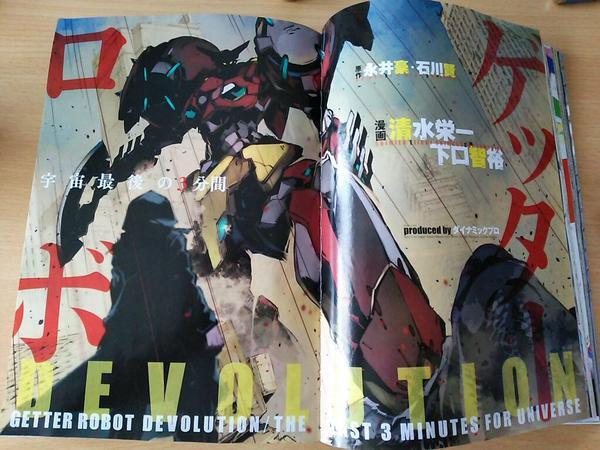 ゲッター
ロボ
原作 永井豪・石川賢
漫画 清水栄一
下口智裕
produced by ダイナミックプロ
宇宙最後の3分間
DEVOLUTION
GETTER ROBOT DEVOLUTION/THE LAST 3 MINUTES FOR UNIVERSE